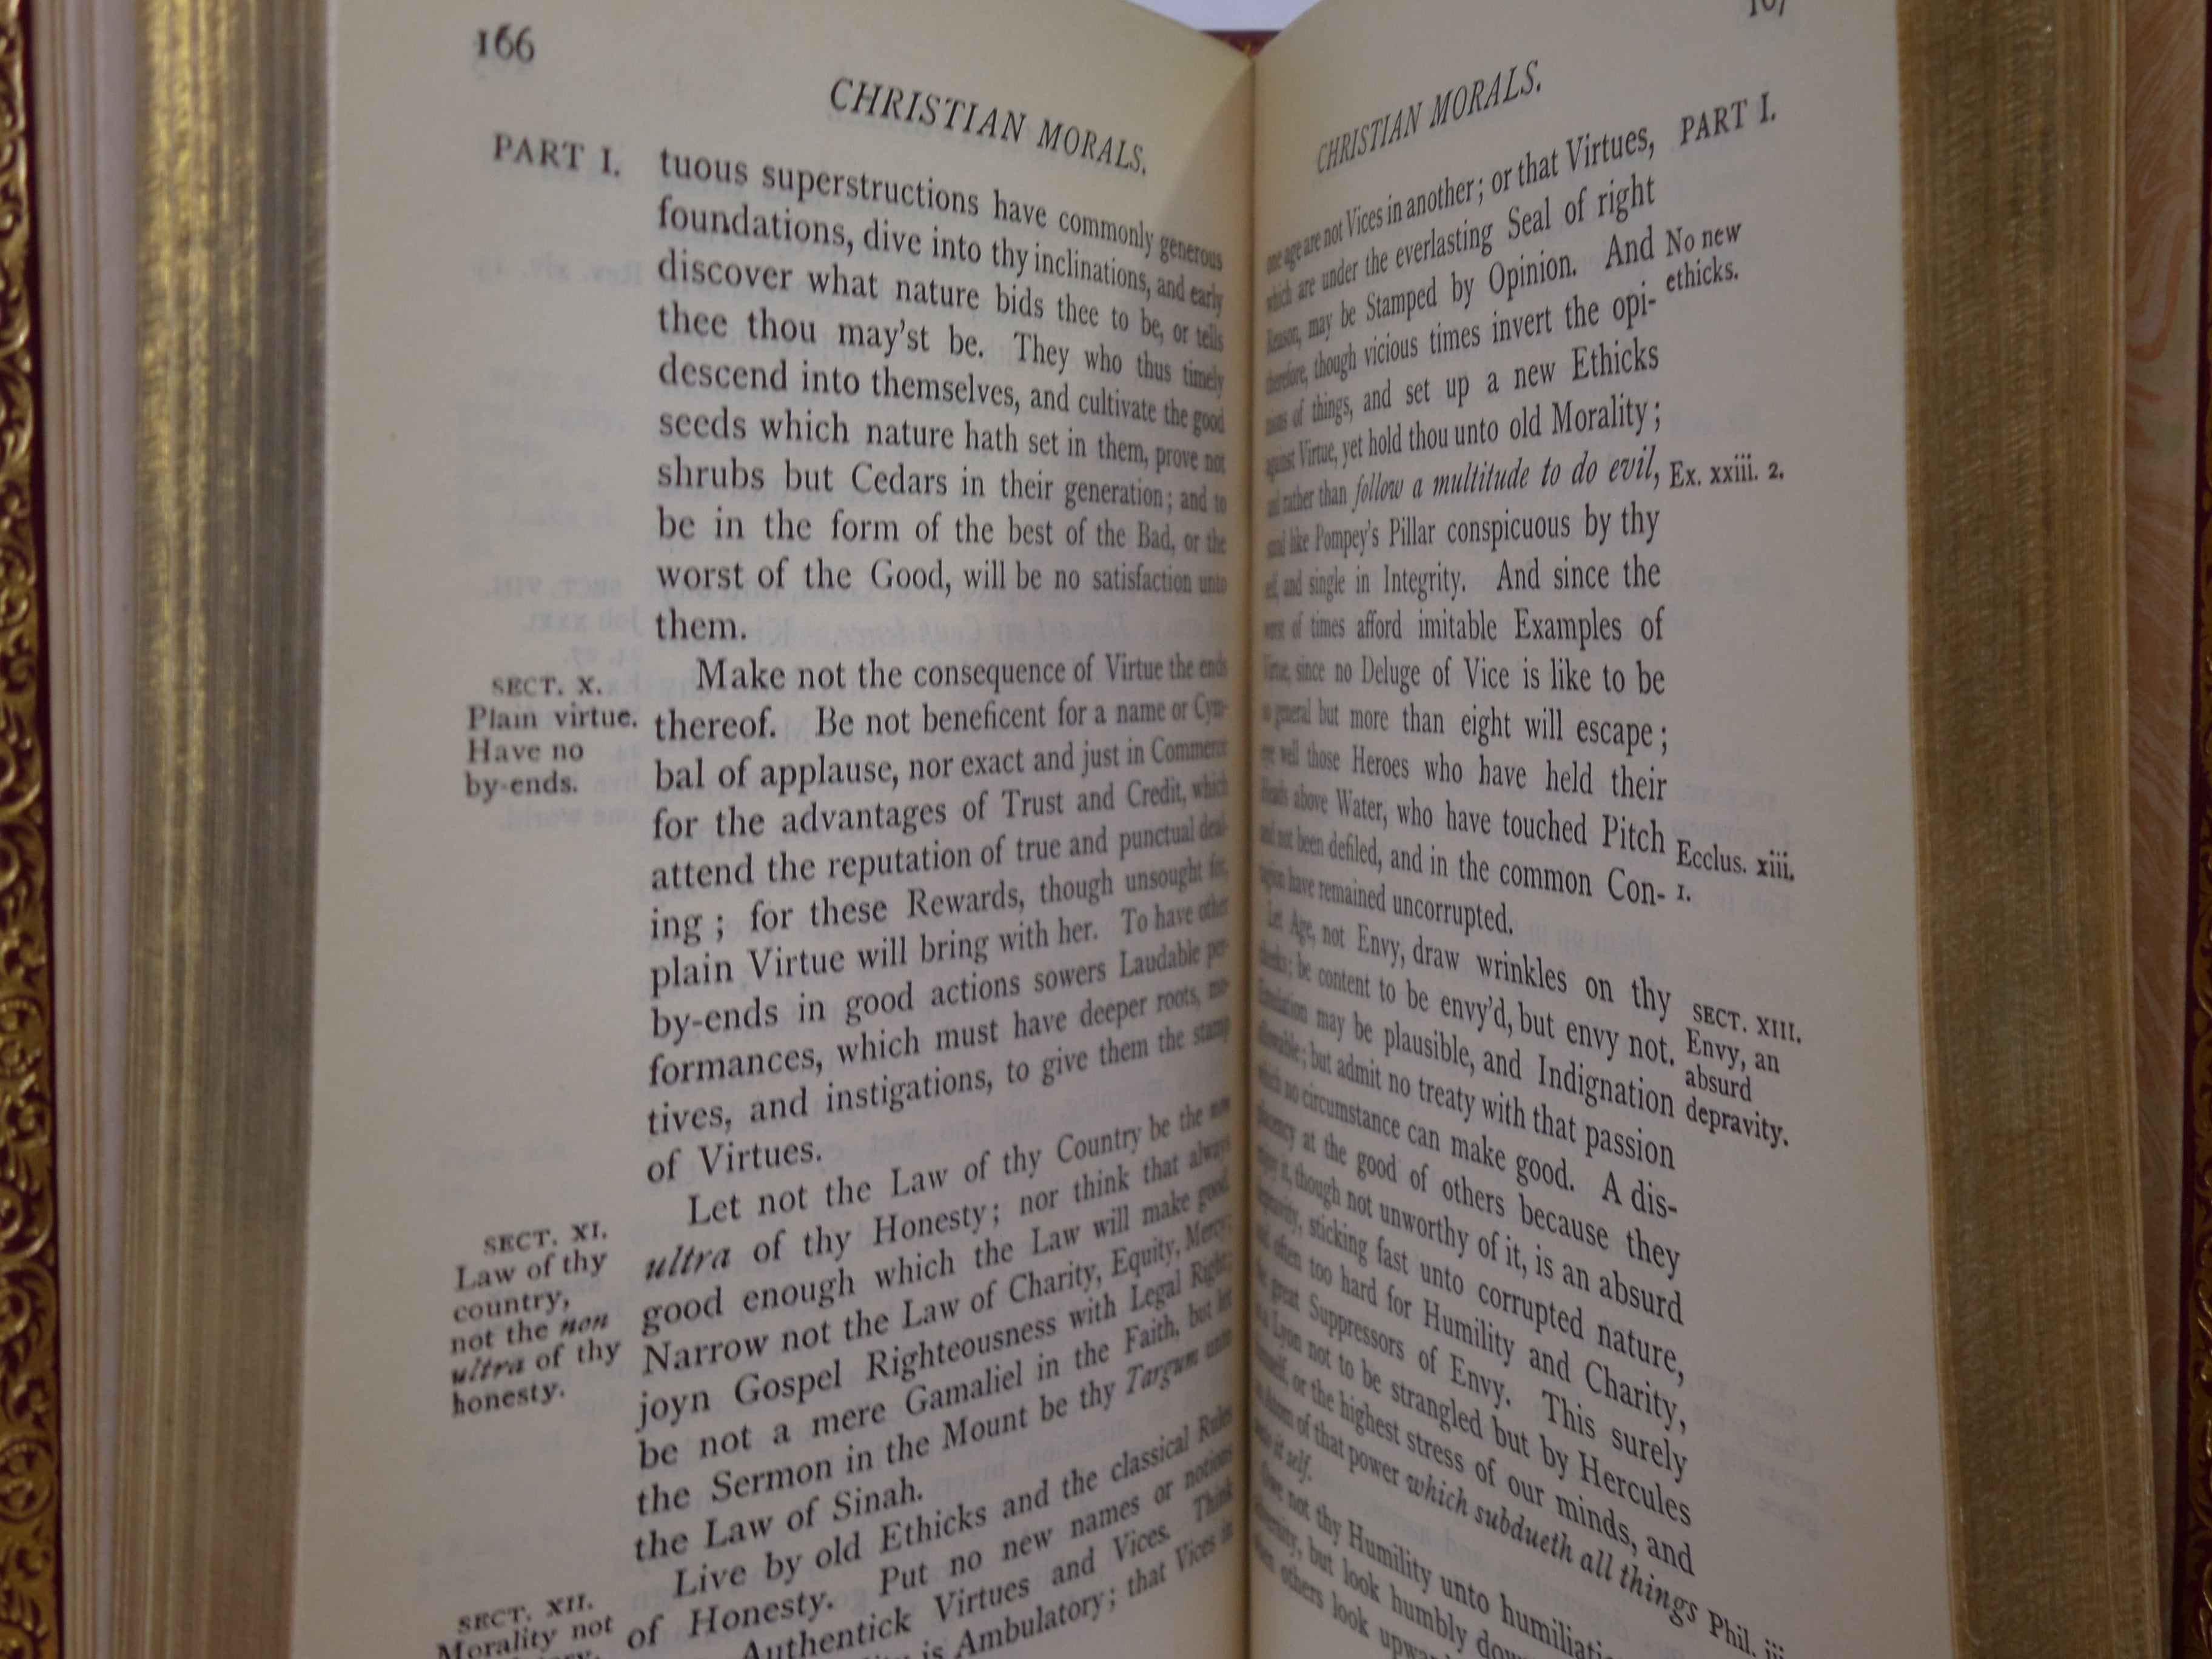 166
CHRISTIAN MORALS.
PART I.
tuous superstructions have commonly generous
foundations, dive into thy inclinations, and early
discover what nature bids thee to be, or tells
thee thou may'st be. They who thus timely
descend into themselves, and cultivate the good
seeds which nature hath set in them, prove not
shrubs but Cedars in their generation; and to
be in the form of the best of the Bad, or the
worst of the Good, will be no satisfaction unto
them.
SECT. X.
Plain virtue.
Have no
by-ends.
Make not the consequence of Virtue the ends
thereof. Be not beneficent for a name or Cym-
bal of applause, nor exact and just in Commerce
for the advantages of Trust and Credit, which
attend the reputation of true and punctual deal-
ing; for these Rewards, though unsought for,
plain Virtue will bring with her. To have other
by-ends in good actions sowers Laudable per-
formances, which must have deeper roots, mo-
tives, and instigations, to give them the stamp
of Virtues.
SECT. XI.
Law of thy
country,
not the non
ultra of thy
honesty.
Let not the Law of thy Country be the non
ultra of thy Honesty; nor think that always
good enough which the Law will make good.
Narrow not the Law of Charity, Equity, Mercy;
joyn Gospel Righteousness with Legal Right;
be not a mere Gamaliel in the Faith, but let
the Sermon in the Mount be thy Targum unto
the Law of Sinah.
SECT. XII.
Morality not
Live by old Ethicks and the classical Rules
of Honesty. Put no new names or notions
Authentick Virtues and Vices. Think
is Ambulatory; that Vices in
CHRISTIAN MORALS.
PART I.
one age are not Vices in another; or that Virtues,
which are under the everlasting Seal of right
Reason, may be Stamped by Opinion. And
therefore, though vicious times invert the opi-
nions of things, and set up a new Ethicks
against Virtue, yet hold thou unto old Morality;
and rather than follow a multitude to do evil,
stand like Pompey's Pillar conspicuous by thy
self, and single in Integrity. And since the
worst of times afford imitable Examples of
Virtue, since no Deluge of Vice is like to be
so general but more than eight will escape;
eye well those Heroes who have held their
Heads above Water, who have touched Pitch
and not been defiled, and in the common Con-
tagion have remained uncorrupted.
No new
ethicks.
Ex. xxiii. 2.
Ecclus. xiii.
1.
Let Age, not Envy, draw wrinkles on thy
cheeks; be content to be envy'd, but envy not.
Emulation may be plausible, and Indignation
allowable; but admit no treaty with that passion
which no circumstance can make good. A dis-
placency at the good of others because they
enjoy it, though not unworthy of it, is an absurd
depravity, sticking fast unto corrupted nature,
and often too hard for Humility and Charity,
the great Suppressors of Envy. This surely
is a Lyon not to be strangled but by Hercules
himself, or the highest stress of our minds, and
an Atom of that power which subdueth all things
unto it self.
SECT. XIII.
Envy, an
absurd
depravity.
Phil. iii
Owe not thy Humility unto
adversity, but look humbly
when others look